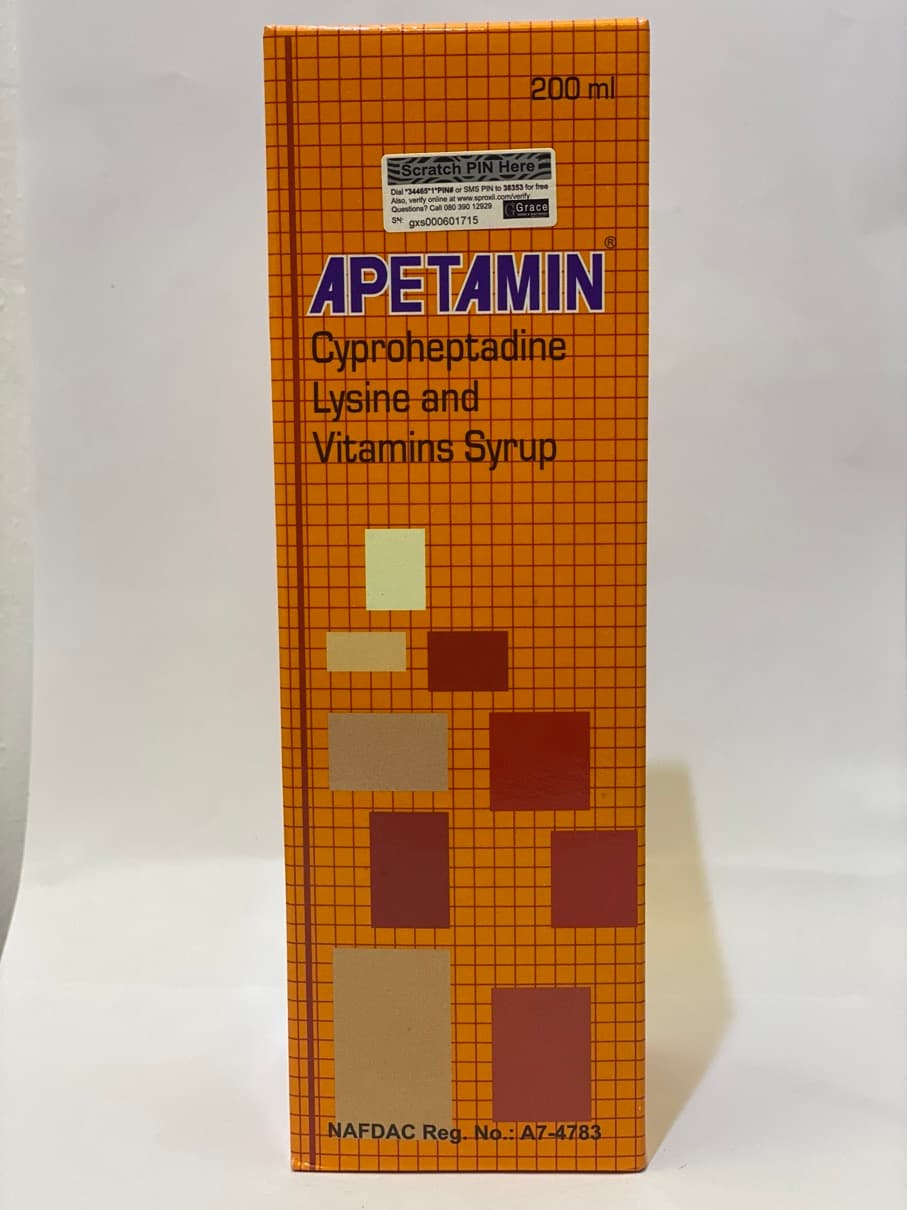 200 ml
Scratch PIN Here
Dial *34465*1*PIN# or SMS PIN to 38353 for free
Also, verify online at www.sproxil.com/verify
Questions? Call 080 390 12929
Grace
SN: gxs000601715
APETAMIN®
Cyproheptadine
Lysine and
Vitamins Syrup
NAFDAC Reg. No.: A7-4783